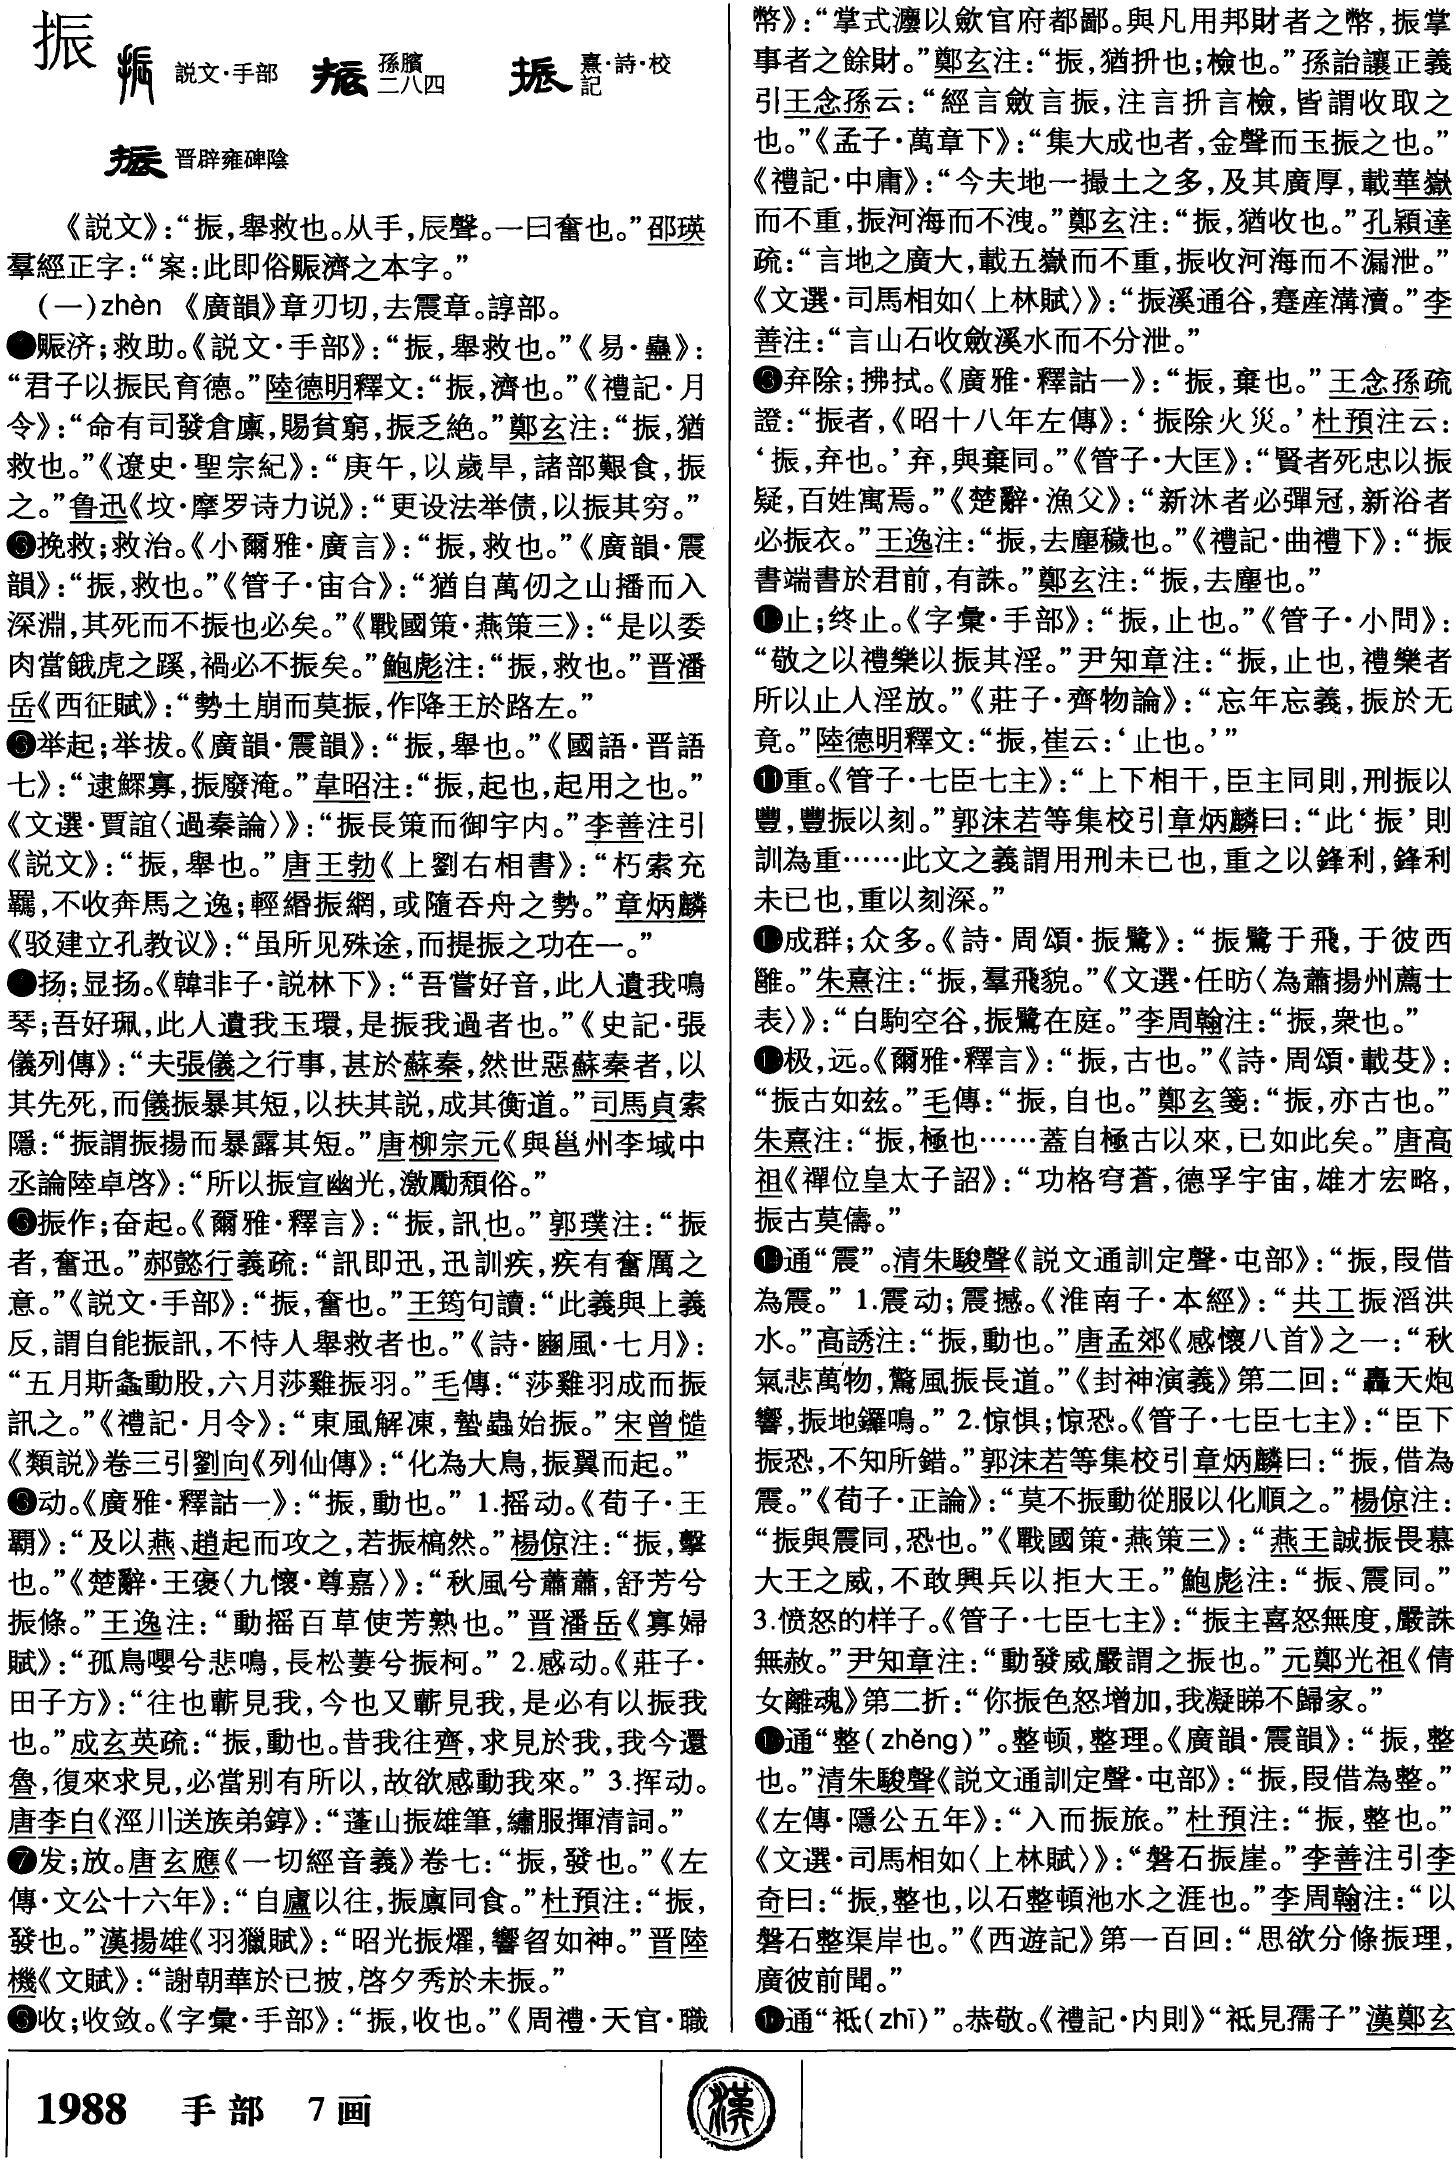 振
説文·手部
孫臏二八四
熹·詩·校記
晋辟雍碑陰
《説文》：“振，舉救也。从手，辰聲。一曰奮也。”邵瑛
羣經正字：“案：此即俗賑濟之本字。”
（一）zhèn 《廣韻》章刃切，去震章。諄部。
❶赈济；救助。《説文·手部》：“振，舉救也。”《易·蠱》：
“君子以振民育德。”陸德明釋文：“振，濟也。”《禮記·月
令》：“命有司發倉廪，賜貧窮，振乏絶。”鄭玄注：“振，猶
救也。”《遼史·聖宗紀》：“庚午，以歲旱，諸部艱食，振
之。”鲁迅《坟·摩罗诗力说》：“更设法举债，以振其穷。”
❷挽救；救治。《小爾雅·廣言》：“振，救也。”《廣韻·震
韻》：“振，救也。”《管子·宙合》：“猶自萬仞之山播而入
深淵，其死而不振也必矣。”《戰國策·燕策三》：“是以委
肉當餓虎之蹊，禍必不振矣。”鮑彪注：“振，救也。”晋潘
岳《西征賦》：“勢土崩而莫振，作降王於路左。”
❸举起；举拔。《廣韻·震韻》：“振，舉也。”《國語·晋語
七》：“逮鰥寡，振廢淹。”韋昭注：“振，起也，起用之也。”
《文選·賈誼〈過秦論〉》：“振長策而御宇内。”李善注引
《説文》：“振，舉也。”唐王勃《上劉右相書》：“朽索充
羈，不收奔馬之逸；輕緡振網，或隨吞舟之勢。”章炳麟
《驳建立孔教议》：“虽所见殊途，而提振之功在一。”
❹扬；显扬。《韓非子·説林下》：“吾嘗好音，此人遺我鳴
琴；吾好珮，此人遺我玉環，是振我過者也。”《史記·張
儀列傳》：“夫張儀之行事，甚於蘇秦，然世惡蘇秦者，以
其先死，而儀振暴其短，以扶其説，成其衡道。”司馬貞索
隱：“振謂振揚而暴露其短。”唐柳宗元《與邕州李域中
丞論陸卓啓》：“所以振宣幽光，激勵頽俗。”
❺振作；奋起。《爾雅·釋言》：“振，訊也。”郭璞注：“振
者，奮迅。”郝懿行義疏：“訊即迅，迅訓疾，疾有奮厲之
意。”《説文·手部》：“振，奮也。”王筠句讀：“此義與上義
反，謂自能振訊，不恃人舉救者也。”《詩·豳風·七月》：
“五月斯螽動股，六月莎雞振羽。”毛傳：“莎雞羽成而振
訊之。”《禮記·月令》：“東風解凍，蟄蟲始振。”宋曾慥
《類説》卷三引劉向《列仙傳》：“化為大鳥，振翼而起。”
❻动。《廣雅·釋詁一》：“振，動也。” 1.摇动。《荀子·王
霸》：“及以燕、趙起而攻之，若振槁然。”楊倞注：“振，擊
也。”《楚辭·王褒〈九懷·尊嘉〉》：“秋風兮蕭蕭，舒芳兮
振條。”王逸注：“動摇百草使芳熟也。”晋潘岳《寡婦
賦》：“孤鳥嚶兮悲鳴，長松萋兮振柯。” 2.感动。《莊子·
田子方》：“往也蘄見我，今也又蘄見我，是必有以振我
也。”成玄英疏：“振，動也。昔我往齊，求見於我，我今還
魯，復來求見，必當别有所以，故欲感動我來。” 3.挥动。
唐李白《涇川送族弟錞》：“蓬山振雄筆，繡服揮清詞。”
❼发；放。唐玄應《一切經音義》卷七：“振，發也。”《左
傳·文公十六年》：“自廬以往，振廪同食。”杜預注：“振，
發也。”漢揚雄《羽獵賦》：“昭光振燿，響曶如神。”晋陸
機《文賦》：“謝朝華於已披，啓夕秀於未振。”
❽收；收敛。《字彙·手部》：“振，收也。”《周禮·天官·職
幣》：“掌式灋以斂官府都鄙。與凡用邦財者之幣，振掌
事者之餘財。”鄭玄注：“振，猶抍也；檢也。”孫詒讓正義
引王念孫云：“經言斂言振，注言抍言檢，皆謂收取之
也。”《孟子·萬章下》：“集大成也者，金聲而玉振之也。”
《禮記·中庸》：“今夫地一撮土之多，及其廣厚，載華嶽
而不重，振河海而不洩。”鄭玄注：“振，猶收也。”孔穎達
疏：“言地之廣大，載五嶽而不重，振收河海而不漏泄。”
《文選·司馬相如〈上林賦〉》：“振溪通谷，蹇産溝瀆。”李
善注：“言山石收斂溪水而不分泄。”
❾弃除；拂拭。《廣雅·釋詁一》：“振，棄也。”王念孫疏
證：“振者，《昭十八年左傳》：‘振除火災。’杜預注云：
‘振，弃也。’弃，與棄同。”《管子·大匡》：“賢者死忠以振
疑，百姓寓焉。”《楚辭·漁父》：“新沐者必彈冠，新浴者
必振衣。”王逸注：“振，去塵穢也。”《禮記·曲禮下》：“振
書端書於君前，有誅。”鄭玄注：“振，去塵也。”
❿止；终止。《字彙·手部》：“振，止也。”《管子·小問》：
“敬之以禮樂以振其淫。”尹知章注：“振，止也，禮樂者
所以止人淫放。”《莊子·齊物論》：“忘年忘義，振於无
竟。”陸德明釋文：“振，崔云：‘止也。’”
⓫重。《管子·七臣七主》：“上下相干，臣主同則，刑振以
豐，豐振以刻。”郭沫若等集校引章炳麟曰：“此‘振’則
訓為重……此文之義謂用刑未已也，重之以鋒利，鋒利
未已也，重以刻深。”
⓬成群；众多。《詩·周頌·振鷺》：“振鷺于飛，于彼西
雝。”朱熹注：“振，羣飛貌。”《文選·任昉〈為蕭揚州薦士
表〉》：“白駒空谷，振鷺在庭。”李周翰注：“振，衆也。”
⓭极，远。《爾雅·釋言》：“振，古也。”《詩·周頌·載芟》：
“振古如兹。”毛傳：“振，自也。”鄭玄箋：“振，亦古也。”
朱熹注：“振，極也……蓋自極古以來，已如此矣。”唐高
祖《禪位皇太子詔》：“功格穹蒼，德孚宇宙，雄才宏略，
振古莫儔。”
⓮通“震”。清朱駿聲《説文通訓定聲·屯部》：“振，叚借
為震。” 1.震动；震撼。《淮南子·本經》：“共工振滔洪
水。”高誘注：“振，動也。”唐孟郊《感懷八首》之一：“秋
氣悲萬物，驚風振長道。”《封神演義》第二回：“轟天炮
響，振地鑼鳴。” 2.惊惧；惊恐。《管子·七臣七主》：“臣下
振恐，不知所錯。”郭沫若等集校引章炳麟曰：“振，借為
震。”《荀子·正論》：“莫不振動從服以化順之。”楊倞注：
“振與震同，恐也。”《戰國策·燕策三》：“燕王誠振畏慕
大王之威，不敢興兵以拒大王。”鮑彪注：“振、震同。”
3.愤怒的样子。《管子·七臣七主》：“振主喜怒無度，嚴誅
無赦。”尹知章注：“動發威嚴謂之振也。”元鄭光祖《倩
女離魂》第二折：“你振色怒增加，我凝睇不歸家。”
⓯通“整（zhěng）”。整顿，整理。《廣韻·震韻》：“振，整
也。”清朱駿聲《説文通訓定聲·屯部》：“振，叚借為整。”
《左傳·隱公五年》：“入而振旅。”杜預注：“振，整也。”
《文選·司馬相如〈上林賦〉》：“磐石振崖。”李善注引李
奇曰：“振，整也，以石整頓池水之涯也。”李周翰注：“以
磐石整渠岸也。”《西遊記》第一百回：“思欲分條振理，
廣彼前聞。”
⓰通“祗（zhī）”。恭敬。《禮記·内則》“祗見孺子”漢鄭玄
1988 手部 7画
漢